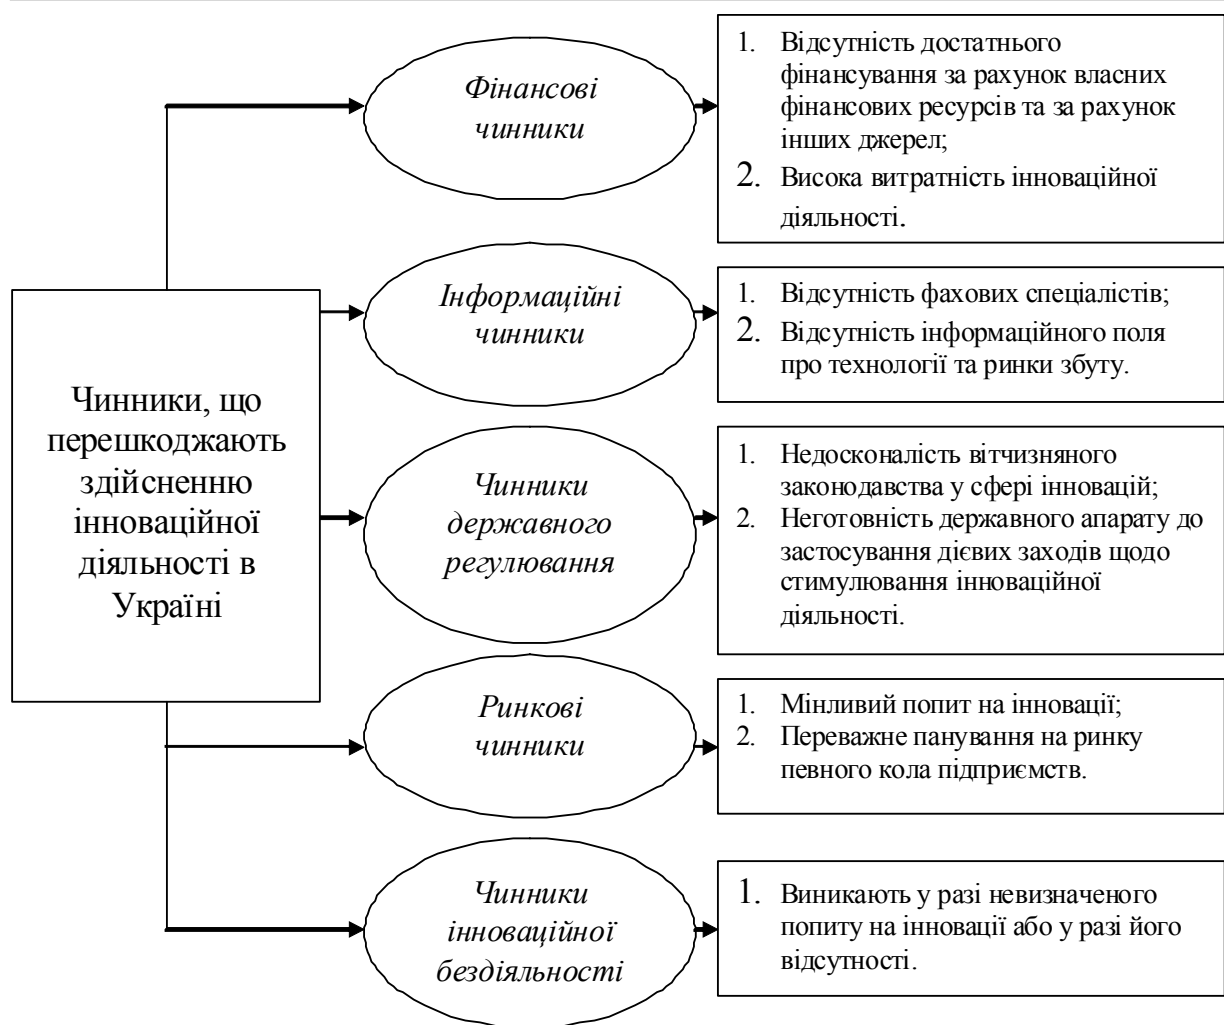 Чинники, що
перешкоджають
здійсненню
інноваційної
діяльності в
Україні
Фінансові
чинники
1. Відсутність достатнього
фінансування за рахунок власних
фінансових ресурсів та за рахунок
інших джерел;
2. Висока витратність інноваційної
діяльності.
Інформаційні
чинники
1. Відсутність фахових спеціалістів;
2. Відсутність інформаційного поля
про технології та ринки збуту.
Чинники
державного
регулювання
1. Недосконалість вітчизняного
законодавства у сфері інновацій;
2. Неготовність державного апарату до
застосування дієвих заходів щодо
стимулювання інноваційної
діяльності.
Ринкові
чинники
1. Мінливий попит на інновації;
2. Переважне панування на ринку
певного кола підприємств.
Чинники
інноваційної
бездіяльності
1. Виникають у разі невизначеного
попиту на інновації або у разі його
відсутності.